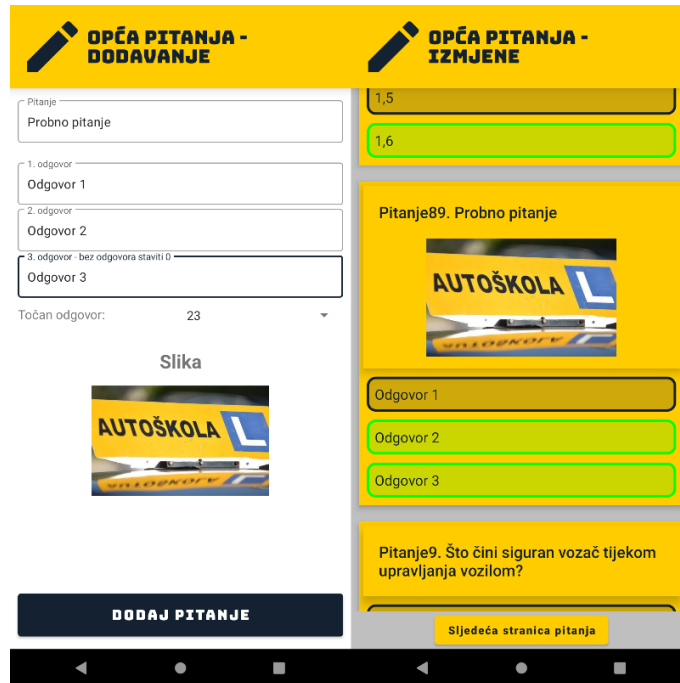 OPĆA PITANJA -
DODAVANJE
Pitanje
Probno pitanje
1. odgovor
Odgovor 1
2. odgovor
Odgovor 2
3. odgovor - bez odgovora staviti 0
Odgovor 3
Točan odgovor:
23
Slika
AUTOŠKOLA L
AUTOŠKOLA
DODAJ PITANJE
OPĆA PITANJA -
IZMJENE
1,5
1,6
Pitanje89. Probno pitanje
AUTOŠKOLA L
AUTOŠKOLA
Odgovor 1
Odgovor 2
Odgovor 3
Pitanje9. Što čini siguran vozač tijekom
upravljanja vozilom?
Sljedeća stranica pitanja